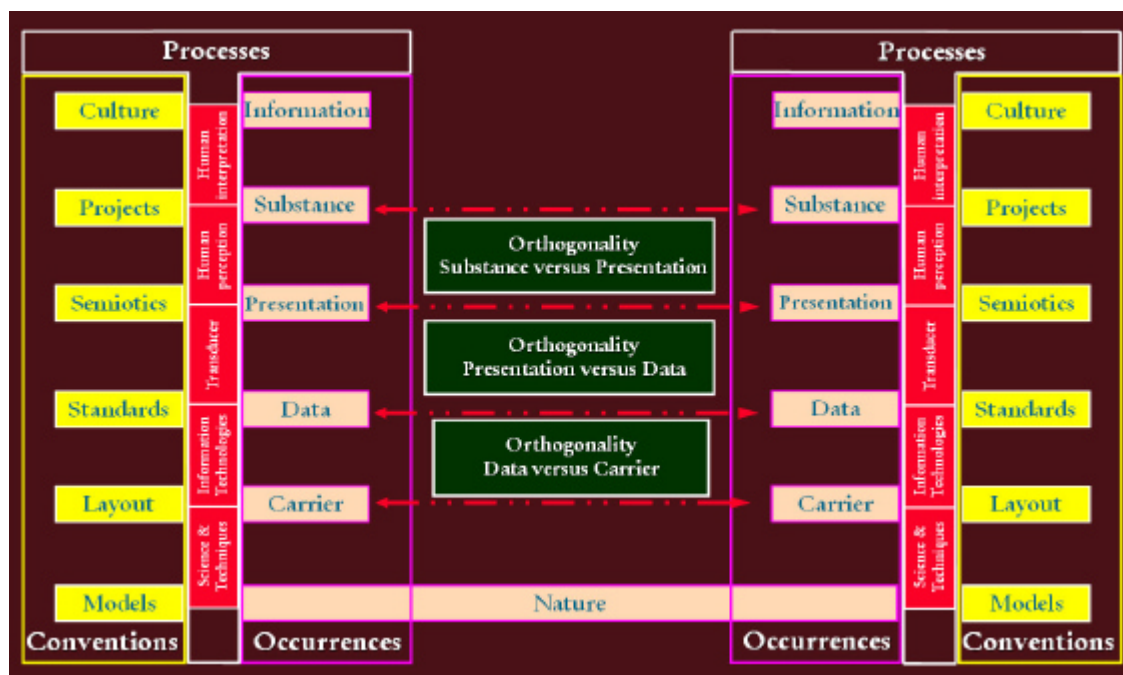 Processes
Processes
Culture
Human
interpretation
Information
Information
Human
interpretation
Culture
Projects
Human
perception
Substance
Substance
Human
perception
Projects
Orthogonality
Substance versus Presentation
Semiotics
Transducer
Presentation
Presentation
Transducer
Semiotics
Orthogonality
Presentation versus Data
Standards
Information
Technologies
Data
Data
Information
Technologies
Standards
Orthogonality
Data versus Carrier
Layout
Science &
Techniques
Carrier
Carrier
Science &
Techniques
Layout
Models
Nature
Models
Conventions
Occurrences
Occurrences
Conventions